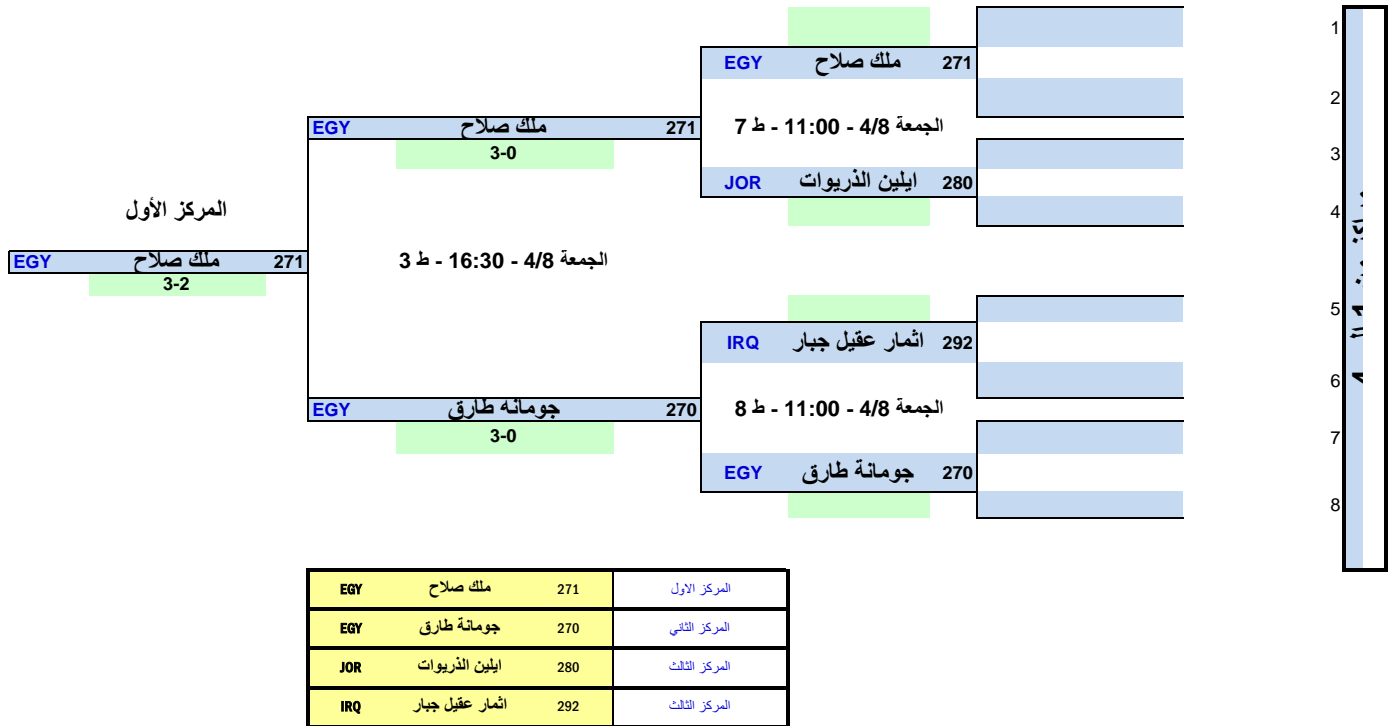 1
271 ملك صلاح EGY
2
271 ملك صلاح EGY
الجمعة 4/8 - 11:00 - ط 7
3-0
3
280 ايلين الذريوات JOR
المركز الأول
4
271 ملك صلاح EGY
الجمعة 4/8 - 16:30 - ط 3
3-2
5
292 اثمار عقيل جبار IRQ
6
270 جومانه طارق EGY
الجمعة 4/8 - 11:00 - ط 8
3-0
7
270 جومانة طارق EGY
8
المركز الاول 271 ملك صلاح EGY
المركز الثاني 270 جومانة طارق EGY
المركز الثالث 280 ايلين الذريوات JOR
المركز الثالث 292 اثمار عقيل جبار IRQ